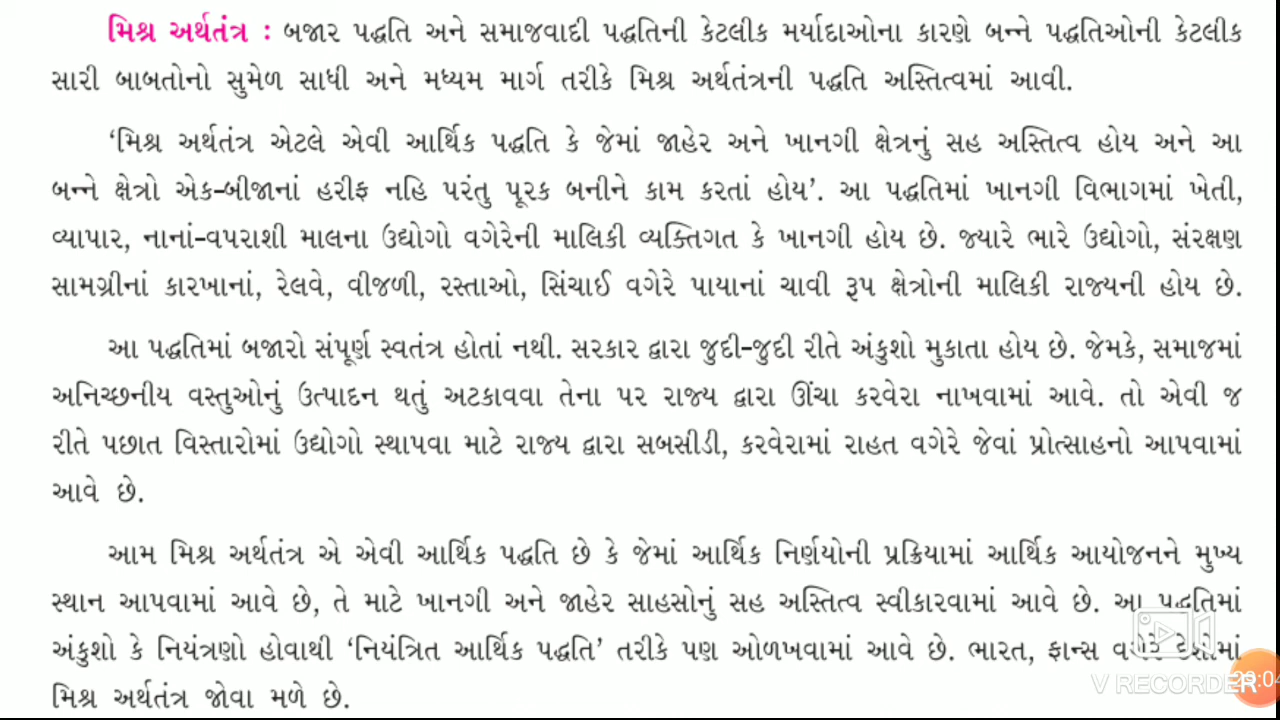 મિશ્ર અર્થતંત્ર : બજાર પદ્ધતિ અને સમાજવાદી પદ્ધતિની કેટલીક મર્યાદાઓના કારણે બન્ને પદ્ધતિઓની કેટલીક
સારી બાબતોનો સુમેળ સાધી અને મધ્યમ માર્ગ તરીકે મિશ્ર અર્થતંત્રની પદ્ધતિ અસ્તિત્વમાં આવી.
‘મિશ્ર અર્થતંત્ર એટલે એવી આર્થિક પદ્ધતિ કે જેમાં જાહેર અને ખાનગી ક્ષેત્રનું સહ અસ્તિત્વ હોય અને આ
બન્ને ક્ષેત્રો એક-બીજાનાં હરીફ નહિ પરંતુ પૂરક બનીને કામ કરતાં હોય’. આ પદ્ધતિમાં ખાનગી વિભાગમાં ખેતી,
વ્યાપાર, નાનાં-વપરાશી માલના ઉદ્યોગો વગેરેની માલિકી વ્યક્તિગત કે ખાનગી હોય છે. જ્યારે ભારે ઉદ્યોગો, સંરક્ષણ
સામગ્રીનાં કારખાનાં, રેલવે, વીજળી, રસ્તાઓ, સિંચાઈ વગેરે પાયાનાં ચાવી રૂપ ક્ષેત્રોની માલિકી રાજ્યની હોય છે.
આ પદ્ધતિમાં બજારો સંપૂર્ણ સ્વતંત્ર હોતાં નથી. સરકાર દ્વારા જુદી-જુદી રીતે અંકુશો મુકાતા હોય છે. જેમકે, સમાજમાં
અનિચ્છનીય વસ્તુઓનું ઉત્પાદન થતું અટકાવવા તેના પર રાજ્ય દ્વારા ઊંચા કરવેરા નાખવામાં આવે. તો એવી જ
રીતે પછાત વિસ્તારોમાં ઉદ્યોગો સ્થાપવા માટે રાજ્ય દ્વારા સબસીડી, કરવેરામાં રાહત વગેરે જેવાં પ્રોત્સાહનો આપવામાં
આવે છે.
આમ મિશ્ર અર્થતંત્ર એ એવી આર્થિક પદ્ધતિ છે કે જેમાં આર્થિક નિર્ણયોની પ્રક્રિયામાં આર્થિક આયોજનને મુખ્ય
સ્થાન આપવામાં આવે છે, તે માટે ખાનગી અને જાહેર સાહસોનું સહ અસ્તિત્વ સ્વીકારવામાં આવે છે. આ પદ્ધતિમાં
અંકુશો કે નિયંત્રણો હોવાથી ‘નિયંત્રિત આર્થિક પદ્ધતિ’ તરીકે પણ ઓળખવામાં આવે છે. ભારત, ફ્રાન્સ વગેરે દેશોમાં
મિશ્ર અર્થતંત્ર જોવા મળે છે.
V RECORDER